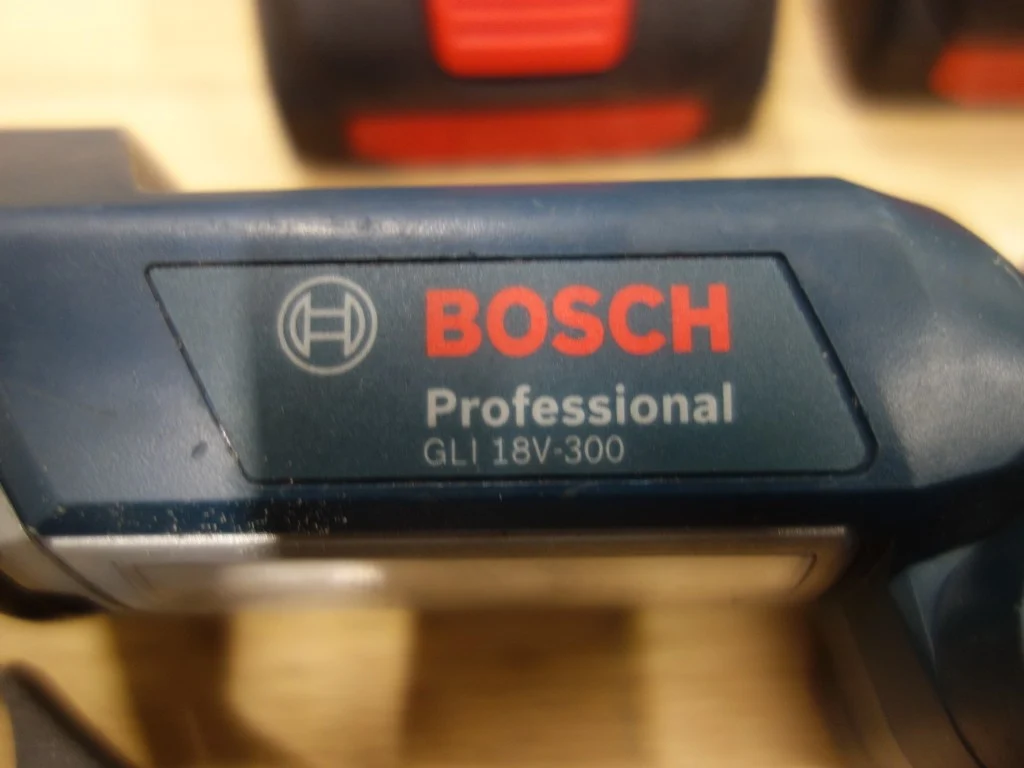 BOSCH
Professional
GLI 18V-300